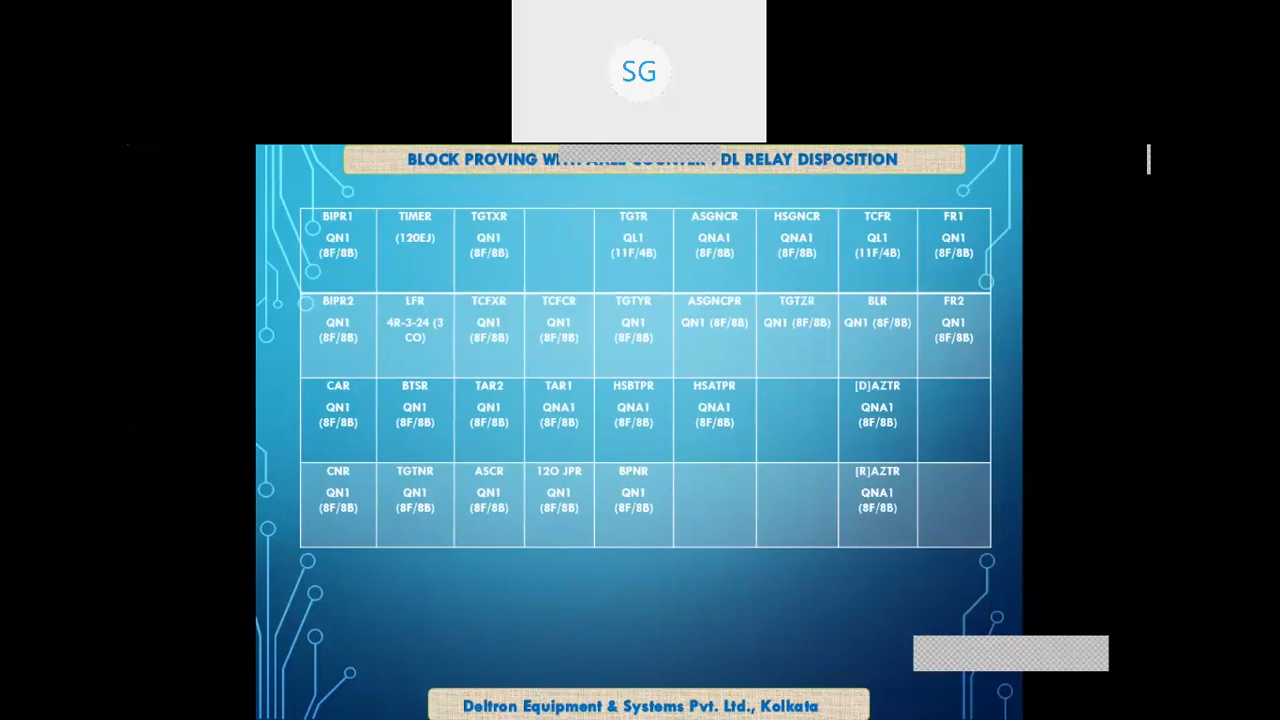 SG
BLOCK PROVING DL RELAY DISPOSITION
BIPR1 TIMER TGTXR TGTR ASGNCR HSGNCR TCFR FR1
QN1 (120EJ) QN1 QL1 QNA1 QNA1 QL1 QN1
(8F/8B) (8F/8B) (11F/4B) (8F/8B) (8F/8B) (11F/4B) (8F/8B)
BIPR2 LFR TCFXR TCFCR TGTYR ASGNCPR TGTZR BLR FR2
QN1 4R-3-24 (3 QN1 QN1 QN1 QN1 (8F/8B) QN1 (8F/8B) QN1 (8F/8B) QN1
(8F/8B) CO) (8F/8B) (8F/8B) (8F/8B) (8F/8B)
CAR BTSR TAR2 TAR1 HSBTPR HSATPR [D]AZTR
QN1 QN1 QN1 QNA1 QNA1 QNA1 QNA1
(8F/8B) (8F/8B) (8F/8B) (8F/8B) (8F/8B) (8F/8B) (8F/8B)
CNR TGTNR ASCR 12O JPR BPNR [R]AZTR
QN1 QN1 QN1 QN1 QN1 QNA1
(8F/8B) (8F/8B) (8F/8B) (8F/8B) (8F/8B) (8F/8B)
Deltron Equipment & Systems Pvt. Ltd., Kolkata